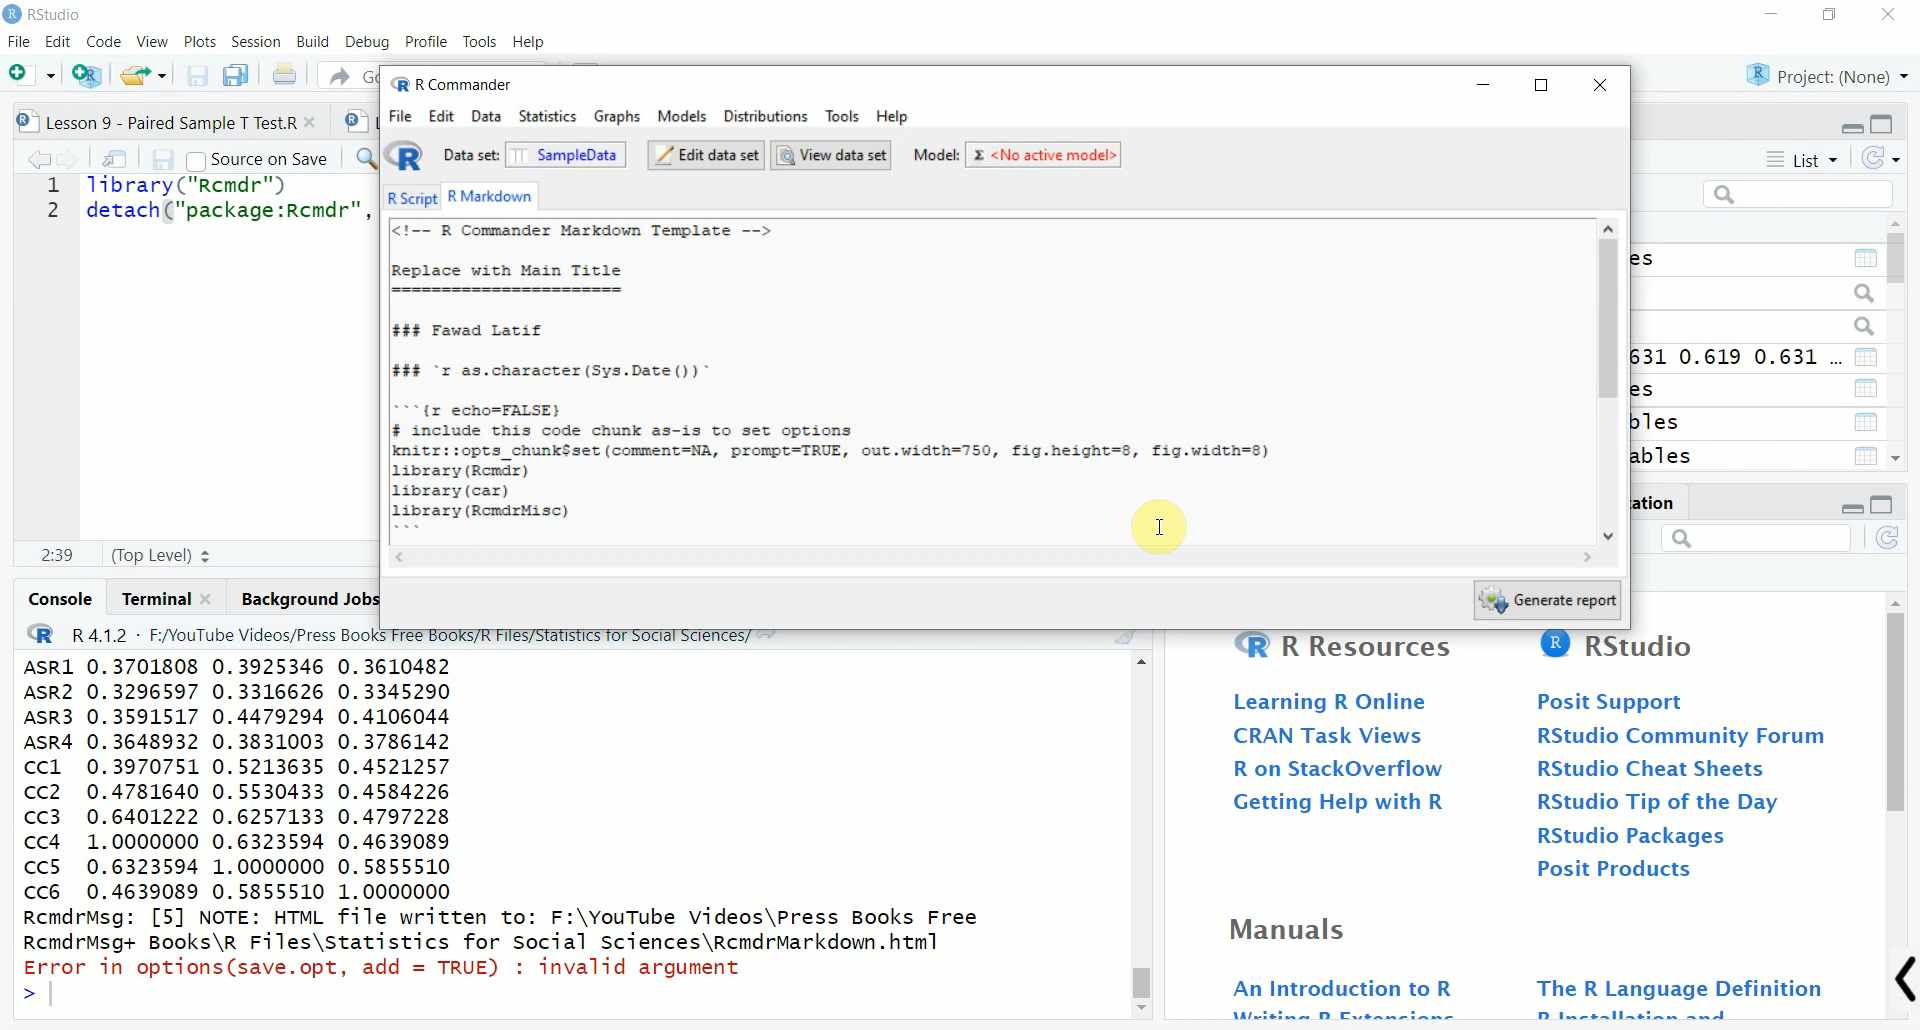 RStudio
File Edit Code View Plots Session Build Debug Profile Tools Help
Project: (None)
Lesson 9 - Paired Sample T Test.R
Source on Save
1 library("Rcmdr")
2 detach("package:Rcmdr",
2:39 (Top Level)
R Commander
File Edit Data Statistics Graphs Models Distributions Tools Help
Data set: SampleData Edit data set View data set Model: Σ <No active model>
R Script R Markdown
<!-- R Commander Markdown Template -->
Replace with Main Title
=======================
### Fawad Latif
### `r as.character(Sys.Date())`
```{r echo=FALSE}
# include this code chunk as-is to set options
knitr::opts_chunk$set(comment=NA, prompt=TRUE, out.width=750, fig.height=8, fig.width=8)
library(Rcmdr)
library(car)
library(RcmdrMisc)
```
Generate report
List
es
631 0.619 0.631 ...
es
bles
ables
ation
Console Terminal Background Jobs
R 4.1.2 · F:/YouTube Videos/Press Books Free Books/R Files/Statistics for Social Sciences/
ASR1 0.3701808 0.3925346 0.3610482
ASR2 0.3296597 0.3316626 0.3345290
ASR3 0.3591517 0.4479294 0.4106044
ASR4 0.3648932 0.3831003 0.3786142
CC1 0.3970751 0.5213635 0.4521257
CC2 0.4781640 0.5530433 0.4584226
CC3 0.6401222 0.6257133 0.4797228
CC4 1.0000000 0.6323594 0.4639089
CC5 0.6323594 1.0000000 0.5855510
CC6 0.4639089 0.5855510 1.0000000
RcmdrMsg: [5] NOTE: HTML file written to: F:\YouTube Videos\Press Books Free
RcmdrMsg+ Books\R Files\Statistics for Social Sciences\RcmdrMarkdown.html
Error in options(save.opt, add = TRUE) : invalid argument
>
R Resources
Learning R Online
CRAN Task Views
R on StackOverflow
Getting Help with R
RStudio
Posit Support
RStudio Community Forum
RStudio Cheat Sheets
RStudio Tip of the Day
RStudio Packages
Posit Products
Manuals
An Introduction to R
The R Language Definition
Writing R Extensions
R Installation and